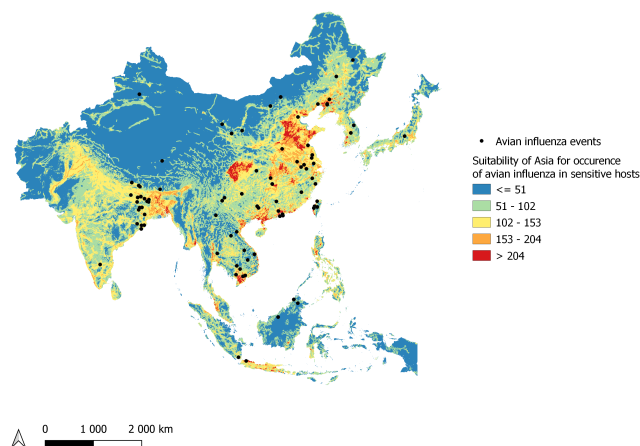 Avian influenza events
Suitability of Asia for occurence
of avian influenza in sensitive hosts
<= 51
51 - 102
102 - 153
153 - 204
> 204
0 1 000 2 000 km